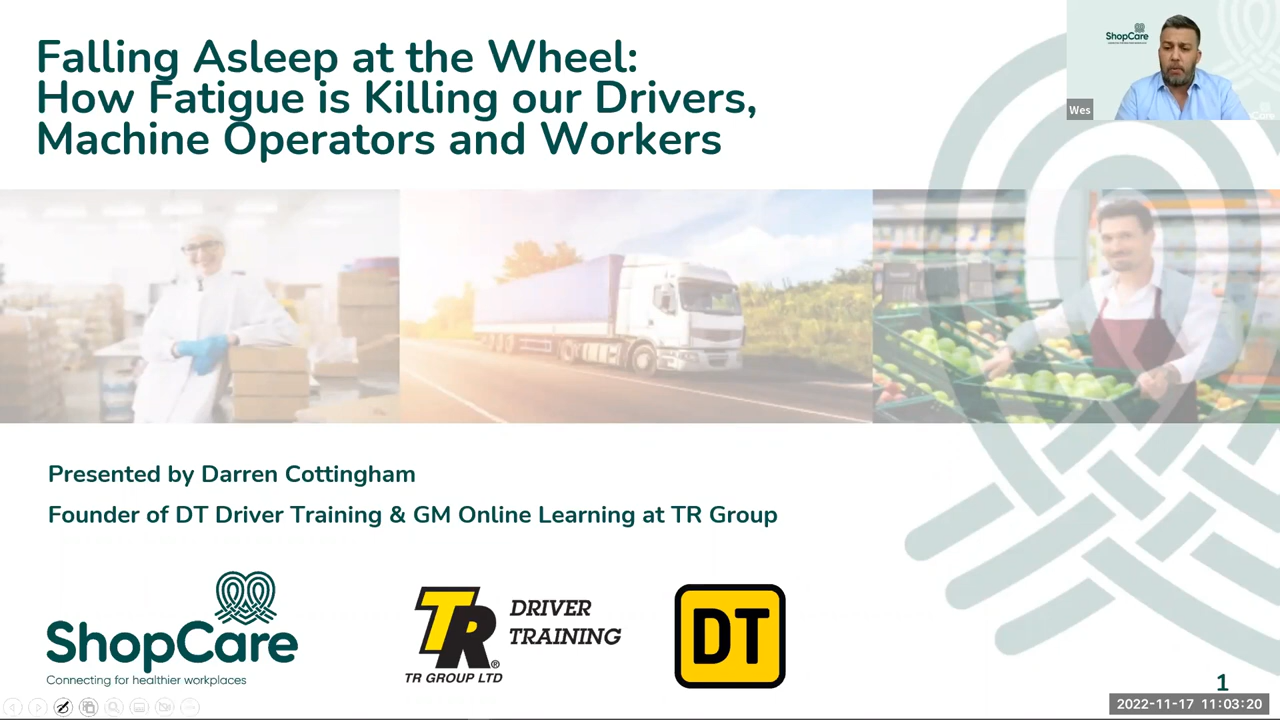 Falling Asleep at the Wheel:
How Fatigue is Killing our Drivers,
Machine Operators and Workers
ShopCare
Wes
Presented by Darren Cottingham
Founder of DT Driver Training & GM Online Learning at TR Group
ShopCare
Connecting for healthier workplaces
TR
®
TR GROUP LTD
DRIVER
TRAINING
DT
1
2022-11-17 11:03:20